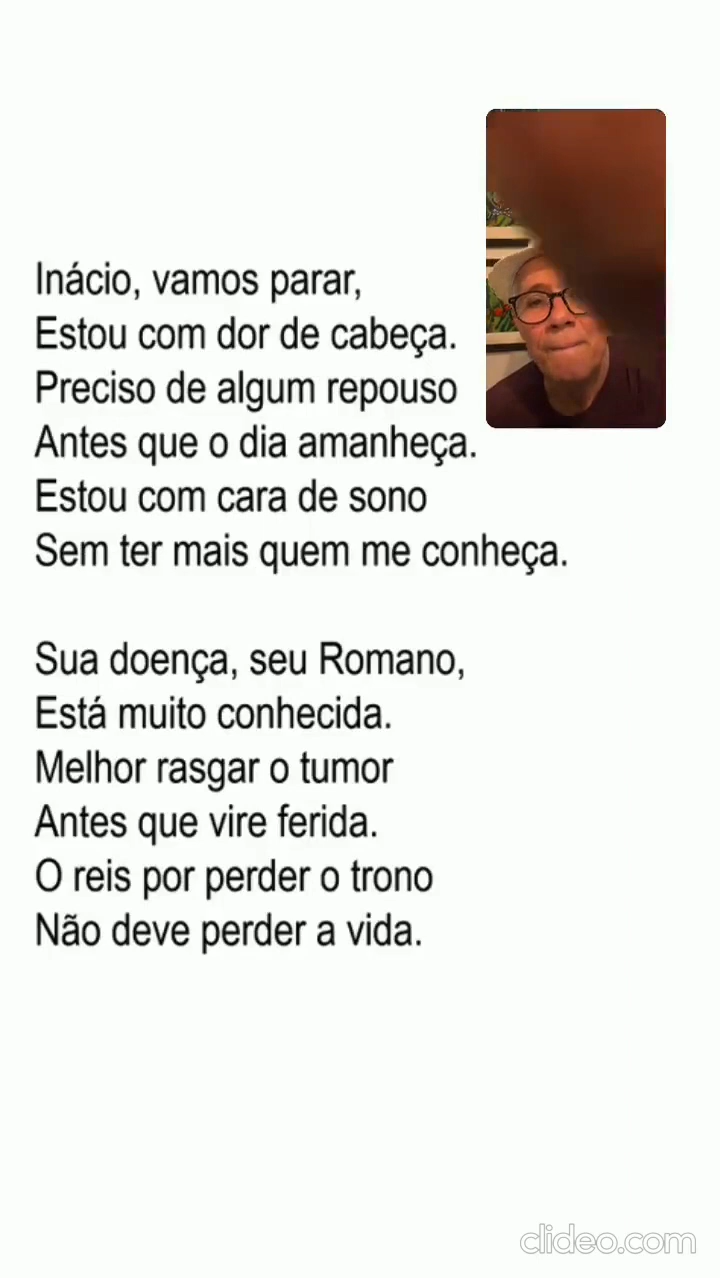 Inácio, vamos parar,
Estou com dor de cabeça.
Preciso de algum repouso
Antes que o dia amanheça.
Estou com cara de sono
Sem ter mais quem me conheça.
Sua doença, seu Romano,
Está muito conhecida.
Melhor rasgar o tumor
Antes que vire ferida.
O reis por perder o trono
Não deve perder a vida.
clideo.com